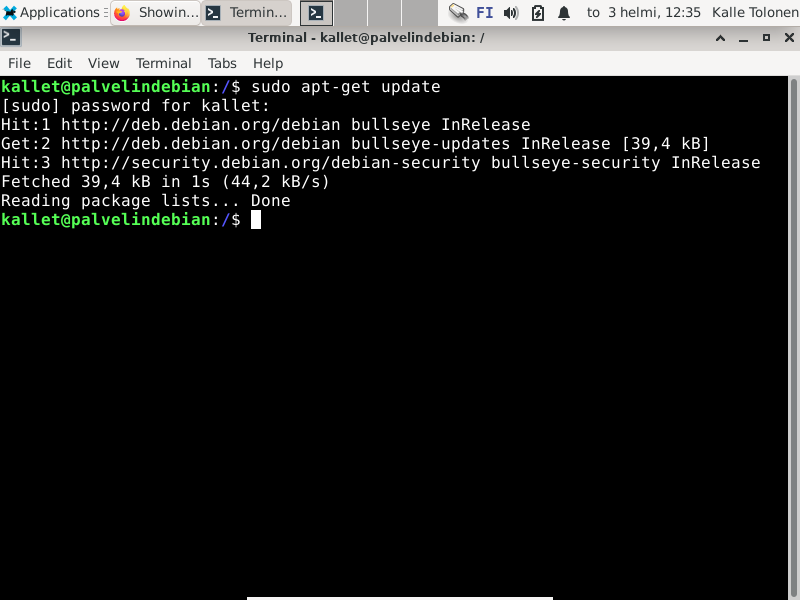 Applications Showin... Termin... FI to 3 helmi, 12:35 Kalle Tolonen
Terminal - kallet@palvelindebian: /
File Edit View Terminal Tabs Help
kallet@palvelindebian:/$ sudo apt-get update
[sudo] password for kallet:
Hit:1 http://deb.debian.org/debian bullseye InRelease
Get:2 http://deb.debian.org/debian bullseye-updates InRelease [39,4 kB]
Hit:3 http://security.debian.org/debian-security bullseye-security InRelease
Fetched 39,4 kB in 1s (44,2 kB/s)
Reading package lists... Done
kallet@palvelindebian:/$